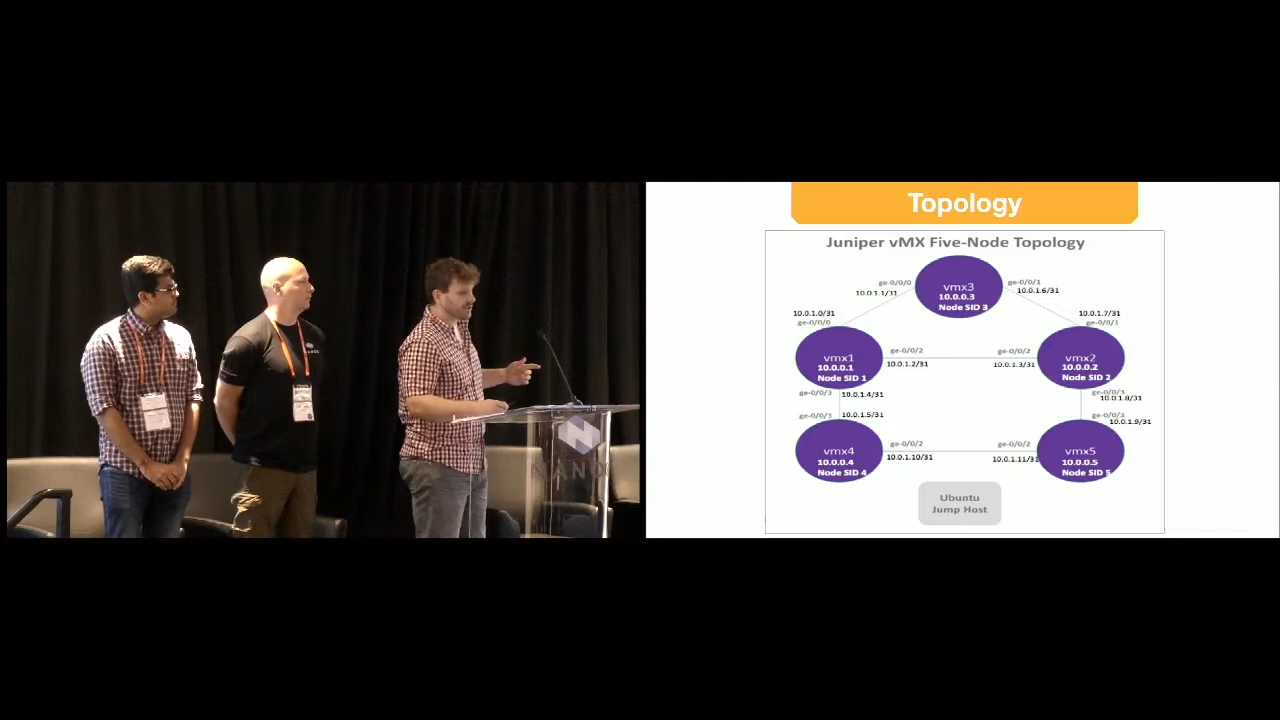 Topology
Juniper vMX Five-Node Topology
vmx3
10.0.0.3
Node SID 3
ge-0/0/0
10.0.1.1/31
ge-0/0/1
10.0.1.6/31
10.0.1.0/31
ge-0/0/0
10.0.1.7/31
ge-0/0/1
vmx1
10.0.0.1
Node SID 1
ge-0/0/2
10.0.1.2/31
ge-0/0/2
10.0.1.3/31
vmx2
10.0.0.2
Node SID 2
ge-0/0/3
10.0.1.4/31
ge-0/0/3
10.0.1.8/31
ge-0/0/3
10.0.1.5/31
ge-0/0/3
10.0.1.9/31
vmx4
10.0.0.4
Node SID 4
ge-0/0/2
10.0.1.10/31
ge-0/0/2
10.0.1.11/31
vmx5
10.0.0.5
Node SID 5
Ubuntu
Jump Host
NANOG